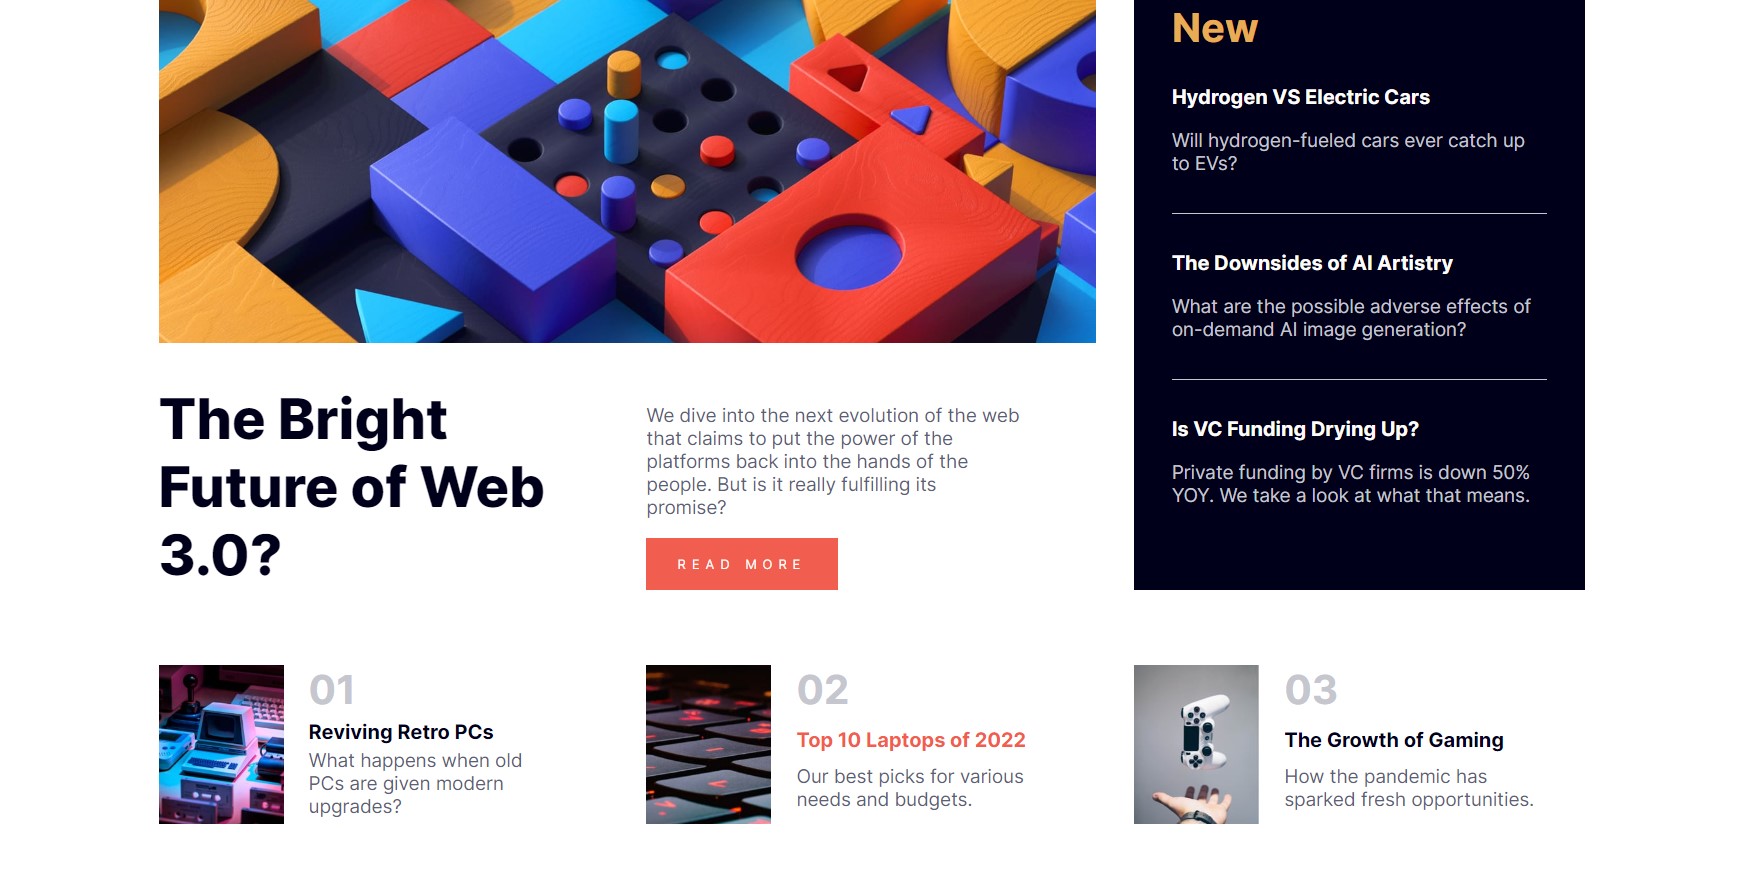 New
Hydrogen VS Electric Cars
Will hydrogen-fueled cars ever catch up
to EVs?
The Downsides of AI Artistry
What are the possible adverse effects of
on-demand AI image generation?
Is VC Funding Drying Up?
Private funding by VC firms is down 50%
YOY. We take a look at what that means.
The Bright
Future of Web
3.0?
We dive into the next evolution of the web
that claims to put the power of the
platforms back into the hands of the
people. But is it really fulfilling its
promise?
READ MORE
01
Reviving Retro PCs
What happens when old
PCs are given modern
upgrades?
02
Top 10 Laptops of 2022
Our best picks for various
needs and budgets.
03
The Growth of Gaming
How the pandemic has
sparked fresh opportunities.